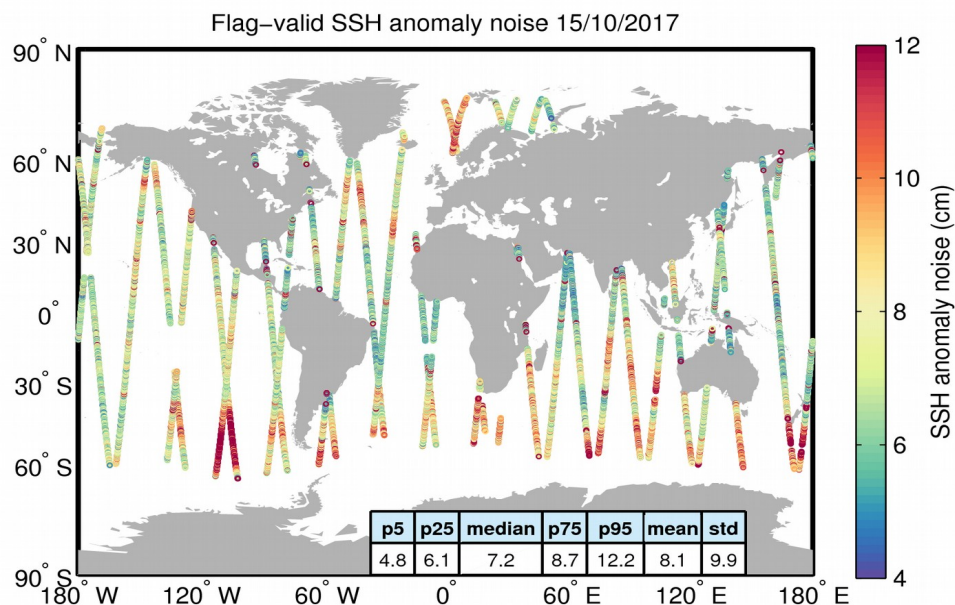 Flag−valid SSH anomaly noise 15/10/2017
90° N
60° N
30° N
0°
30° S
60° S
90° S
180° W
120° W
60° W
0°
60° E
120° E
180° E
p5 p25 median p75 p95 mean std
4.8 6.1 7.2 8.7 12.2 8.1 9.9
12
10
8
6
4
SSH anomaly noise (cm)